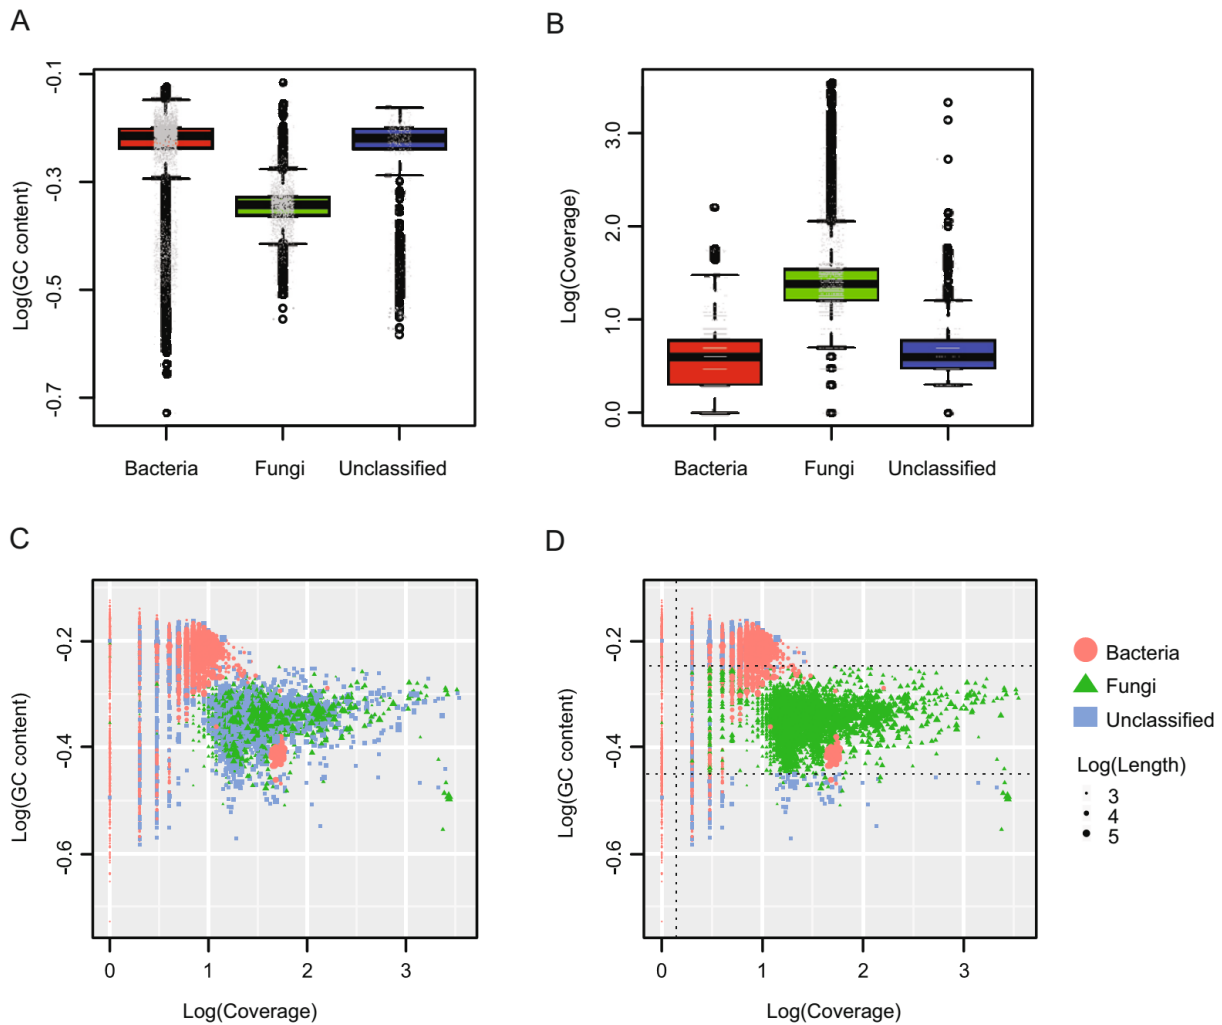 A
-0.1
-0.3
-0.5
-0.7
Log(GC content)
Bacteria
Fungi
Unclassified
B
3.0
2.0
1.0
0.0
Log(Coverage)
Bacteria
Fungi
Unclassified
C
-0.2
-0.4
-0.6
Log(GC content)
0
1
2
3
Log(Coverage)
D
-0.2
-0.4
-0.6
Log(GC content)
0
1
2
3
Log(Coverage)
Bacteria
Fungi
Unclassified
Log(Length)
3
4
5